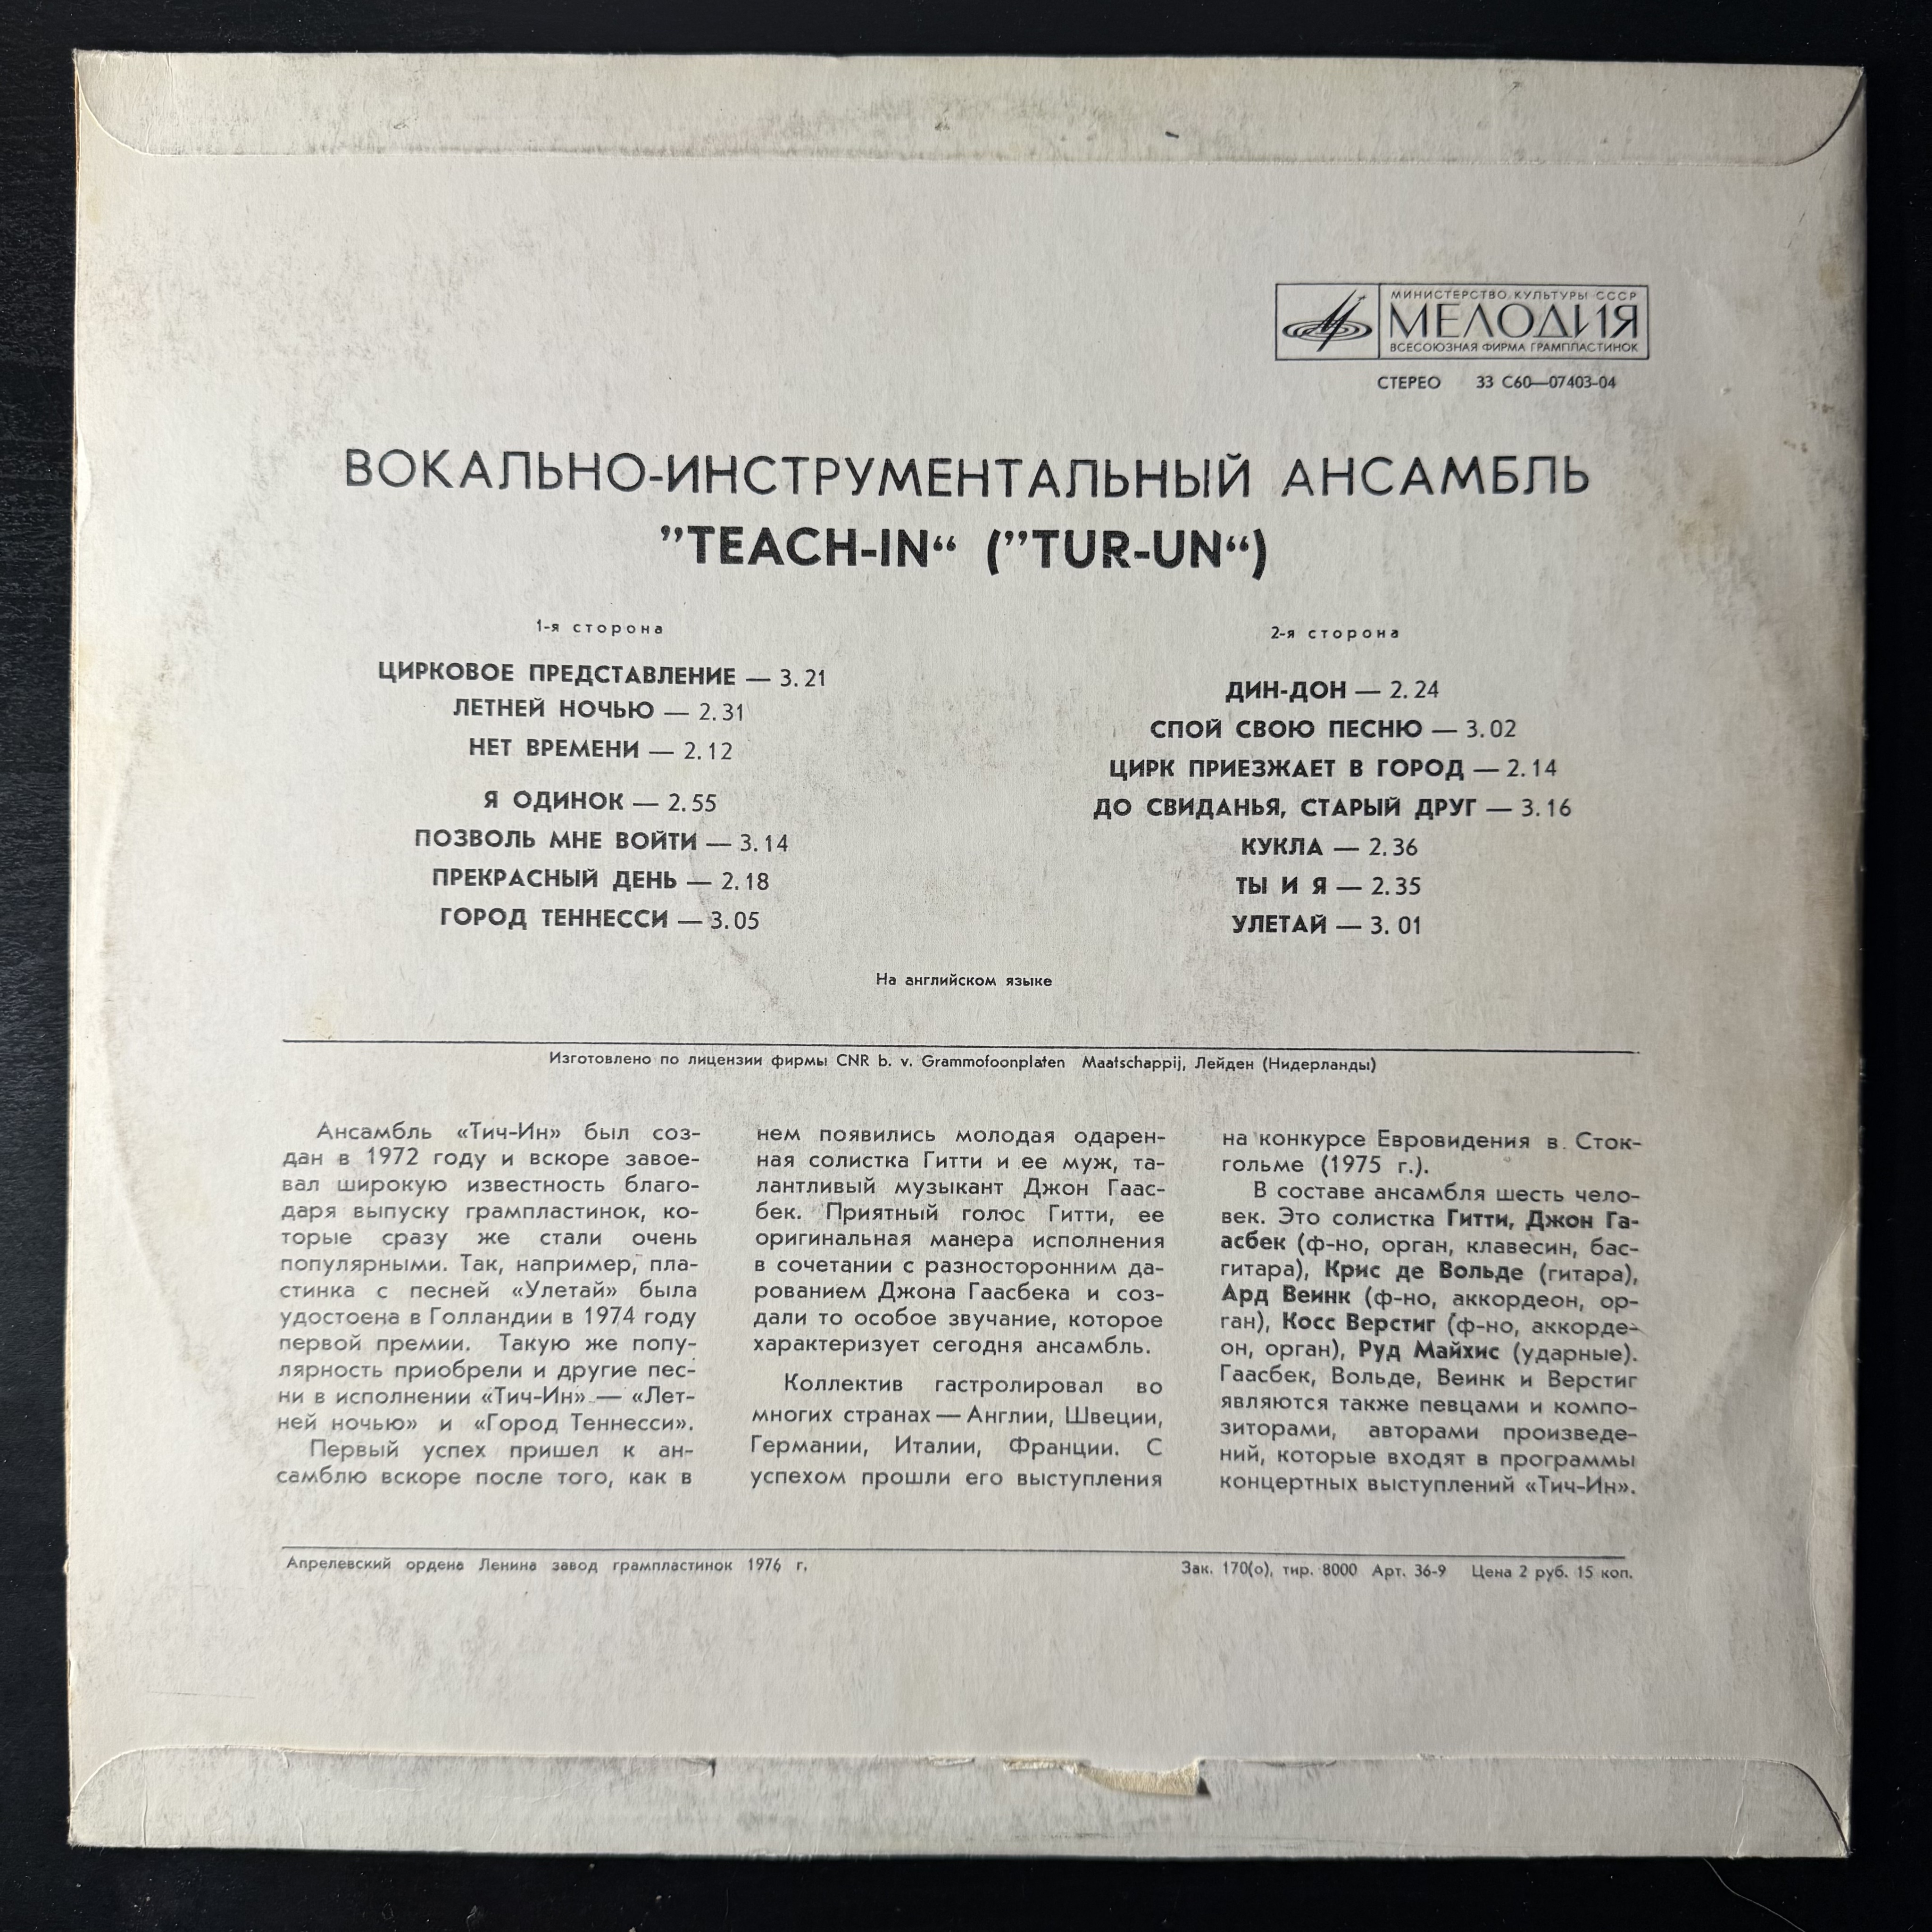 МИНИСТЕРСТВО КУЛЬТУРЫ СССР
МЕЛОДИЯ
ВСЕСОЮЗНАЯ ФИРМА ГРАМПЛАСТИНОК
СТЕРЕО 33 С60—07403-04
ВОКАЛЬНО-ИНСТРУМЕНТАЛЬНЫЙ АНСАМБЛЬ
”TEACH-IN“ (”TUR-UN“)
1-я сторона
ЦИРКОВОЕ ПРЕДСТАВЛЕНИЕ — 3.21
ЛЕТНЕЙ НОЧЬЮ — 2.31
НЕТ ВРЕМЕНИ — 2.12
Я ОДИНОК — 2.55
ПОЗВОЛЬ МНЕ ВОЙТИ — 3.14
ПРЕКРАСНЫЙ ДЕНЬ — 2.18
ГОРОД ТЕННЕССИ — 3.05
2-я сторона
ДИН-ДОН — 2.24
СПОЙ СВОЮ ПЕСНЮ — 3.02
ЦИРК ПРИЕЗЖАЕТ В ГОРОД — 2.14
ДО СВИДАНЬЯ, СТАРЫЙ ДРУГ — 3.16
КУКЛА — 2.36
ТЫ И Я — 2.35
УЛЕТАЙ — 3.01
На английском языке
Изготовлено по лицензии фирмы CNR b. v. Grammofoonplaten Maatschappij, Лейден (Нидерланды)
Ансамбль «Тич-Ин» был соз-
дан в 1972 году и вскоре завое-
вал широкую известность благо-
даря выпуску грампластинок, ко-
торые сразу же стали очень
популярными. Так, например, пла-
стинка с песней «Улетай» была
удостоена в Голландии в 1974 году
первой премии. Такую же попу-
лярность приобрели и другие пес-
ни в исполнении «Тич-Ин» — «Лет-
ней ночью» и «Город Теннесси».
Первый успех пришел к ан-
самблю вскоре после того, как в
нем появились молодая одарен-
ная солистка Гитти и ее муж, та-
лантливый музыкант Джон Гаас-
бек. Приятный голос Гитти, ее
оригинальная манера исполнения
в сочетании с разносторонним да-
рованием Джона Гаасбека и соз-
дали то особое звучание, которое
характеризует сегодня ансамбль.
Коллектив гастролировал во
многих странах — Англии, Швеции,
Германии, Италии, Франции. С
успехом прошли его выступления
на конкурсе Евровидения в Сток-
гольме (1975 г.).
В составе ансамбля шесть чело-
век. Это солистка Гитти, Джон Га-
асбек (ф-но, орган, клавесин, бас-
гитара), Крис де Вольде (гитара),
Ард Веинк (ф-но, аккордеон, ор-
ган), Косс Верстиг (ф-но, аккорде-
он, орган), Руд Майхис (ударные).
Гаасбек, Вольде, Веинк и Верстиг
являются также певцами и компо-
зиторами, авторами произведе-
ний, которые входят в программы
концертных выступлений «Тич-Ин».
Апрелевский ордена Ленина завод грампластинок 1976 г.
Зак. 170(о), тир. 8000 Арт. 36-9 Цена 2 руб. 15 коп.